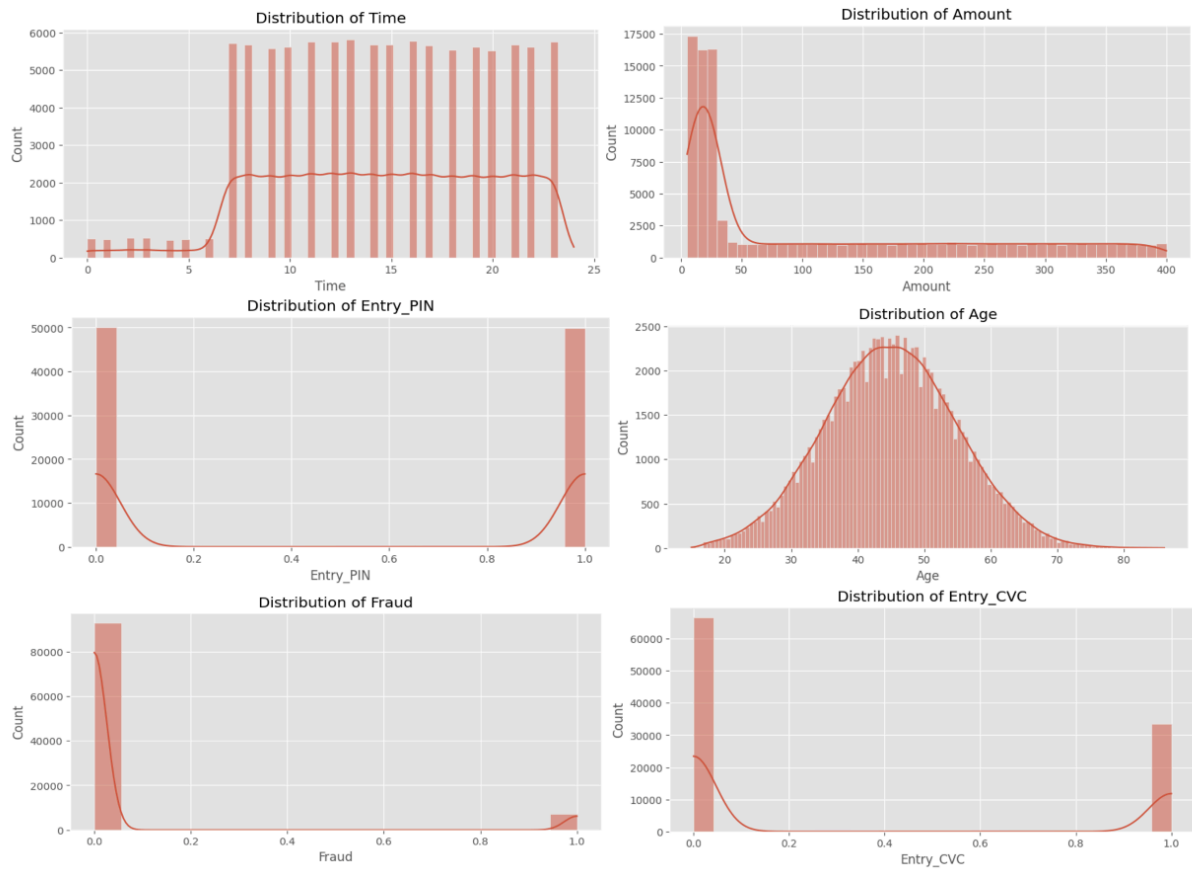 Distribution of Time
6000
5000
4000
3000
2000
1000
0
Count
0 5 10 15 20 25
Time
Distribution of Amount
17500
15000
12500
10000
7500
5000
2500
0
Count
0 50 100 150 200 250 300 350 400
Amount
Distribution of Entry_PIN
50000
40000
30000
20000
10000
0
Count
0.0 0.2 0.4 0.6 0.8 1.0
Entry_PIN
Distribution of Age
2500
2000
1500
1000
500
0
Count
20 30 40 50 60 70 80
Age
Distribution of Fraud
80000
60000
40000
20000
0
Count
0.0 0.2 0.4 0.6 0.8 1.0
Fraud
Distribution of Entry_CVC
60000
50000
40000
30000
20000
10000
0
Count
0.0 0.2 0.4 0.6 0.8 1.0
Entry_CVC